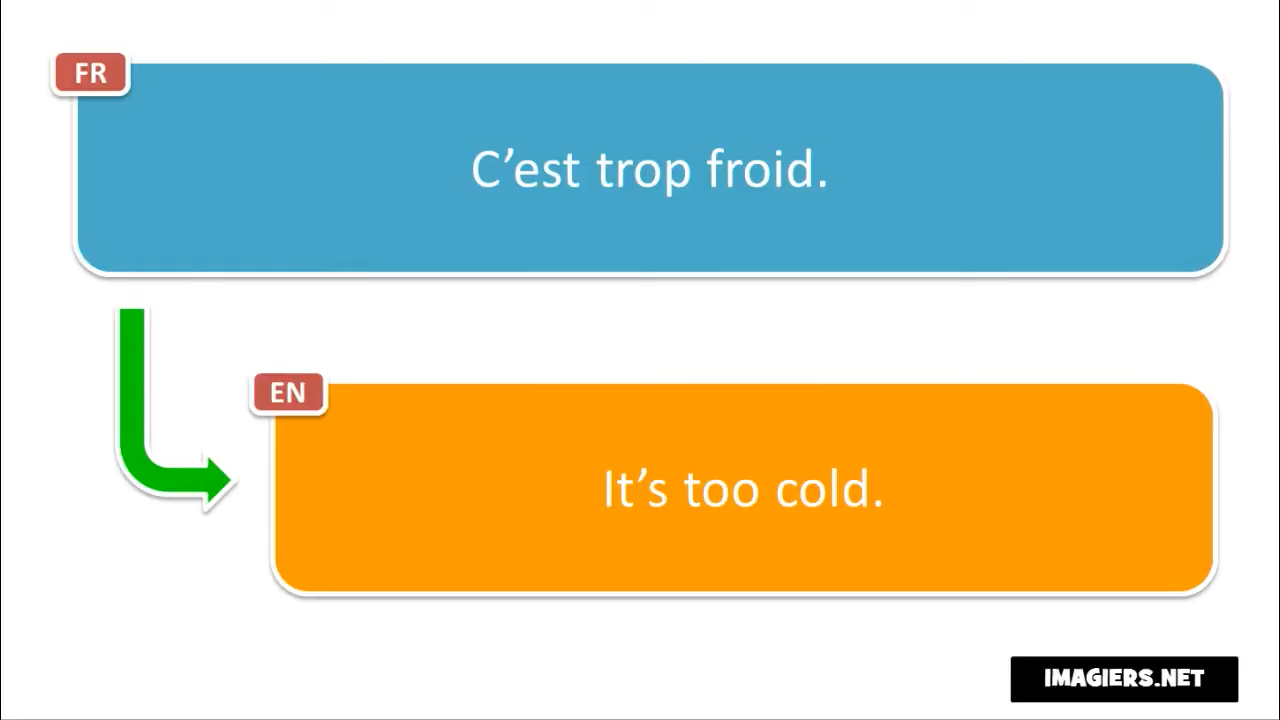 FR
C’est trop froid.
EN
It’s too cold.
IMAGIERS.NET